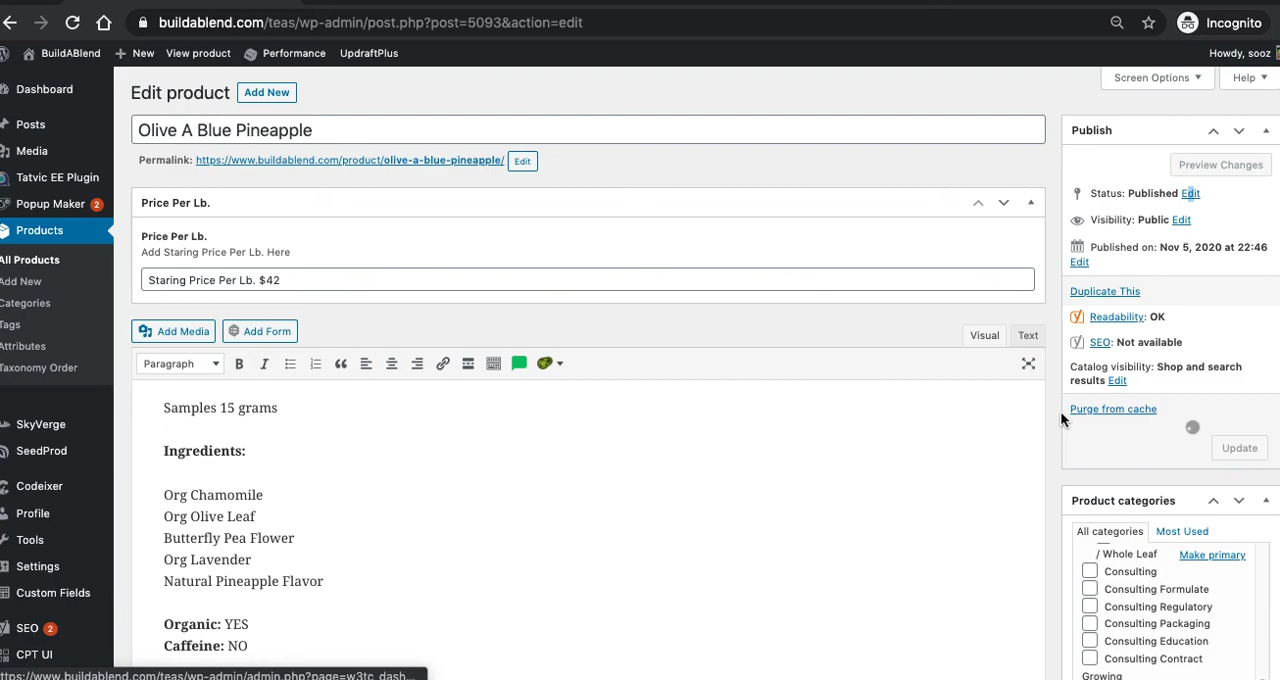 buildablend.com/teas/wp-admin/post.php?post=5093&action=edit
Incognito
BuildABlend
New
View product
Performance
UpdraftPlus
Howdy, sooz
Dashboard
Posts
Media
Tatvic EE Plugin
Popup Maker 2
Products
All Products
Add New
Categories
Tags
Attributes
Taxonomy Order
SkyVerge
SeedProd
Codeixer
Profile
Tools
Settings
Custom Fields
SEO 2
CPT UI
Screen Options
Help
Edit product
Add New
Olive A Blue Pineapple
Permalink: https://www.buildablend.com/product/olive-a-blue-pineapple/ Edit
Price Per Lb.
Price Per Lb.
Add Staring Price Per Lb. Here
Staring Price Per Lb. $42
Add Media
Add Form
Visual
Text
Paragraph
B
I
Samples 15 grams
Ingredients:
Org Chamomile
Org Olive Leaf
Butterfly Pea Flower
Org Lavender
Natural Pineapple Flavor
Organic: YES
Caffeine: NO
Publish
Preview Changes
Status: Published Edit
Visibility: Public Edit
Published on: Nov 5, 2020 at 22:46
Edit
Duplicate This
Readability: OK
SEO: Not available
Catalog visibility: Shop and search
results Edit
Purge from cache
Update
Product categories
All categories
Most Used
/ Whole Leaf
Make primary
Consulting
Consulting Formulate
Consulting Regulatory
Consulting Packaging
Consulting Education
Consulting Contract
Growing
ttps://www.buildablend.com/teas/wp-admin/admin.php?page=w3tc_dash...